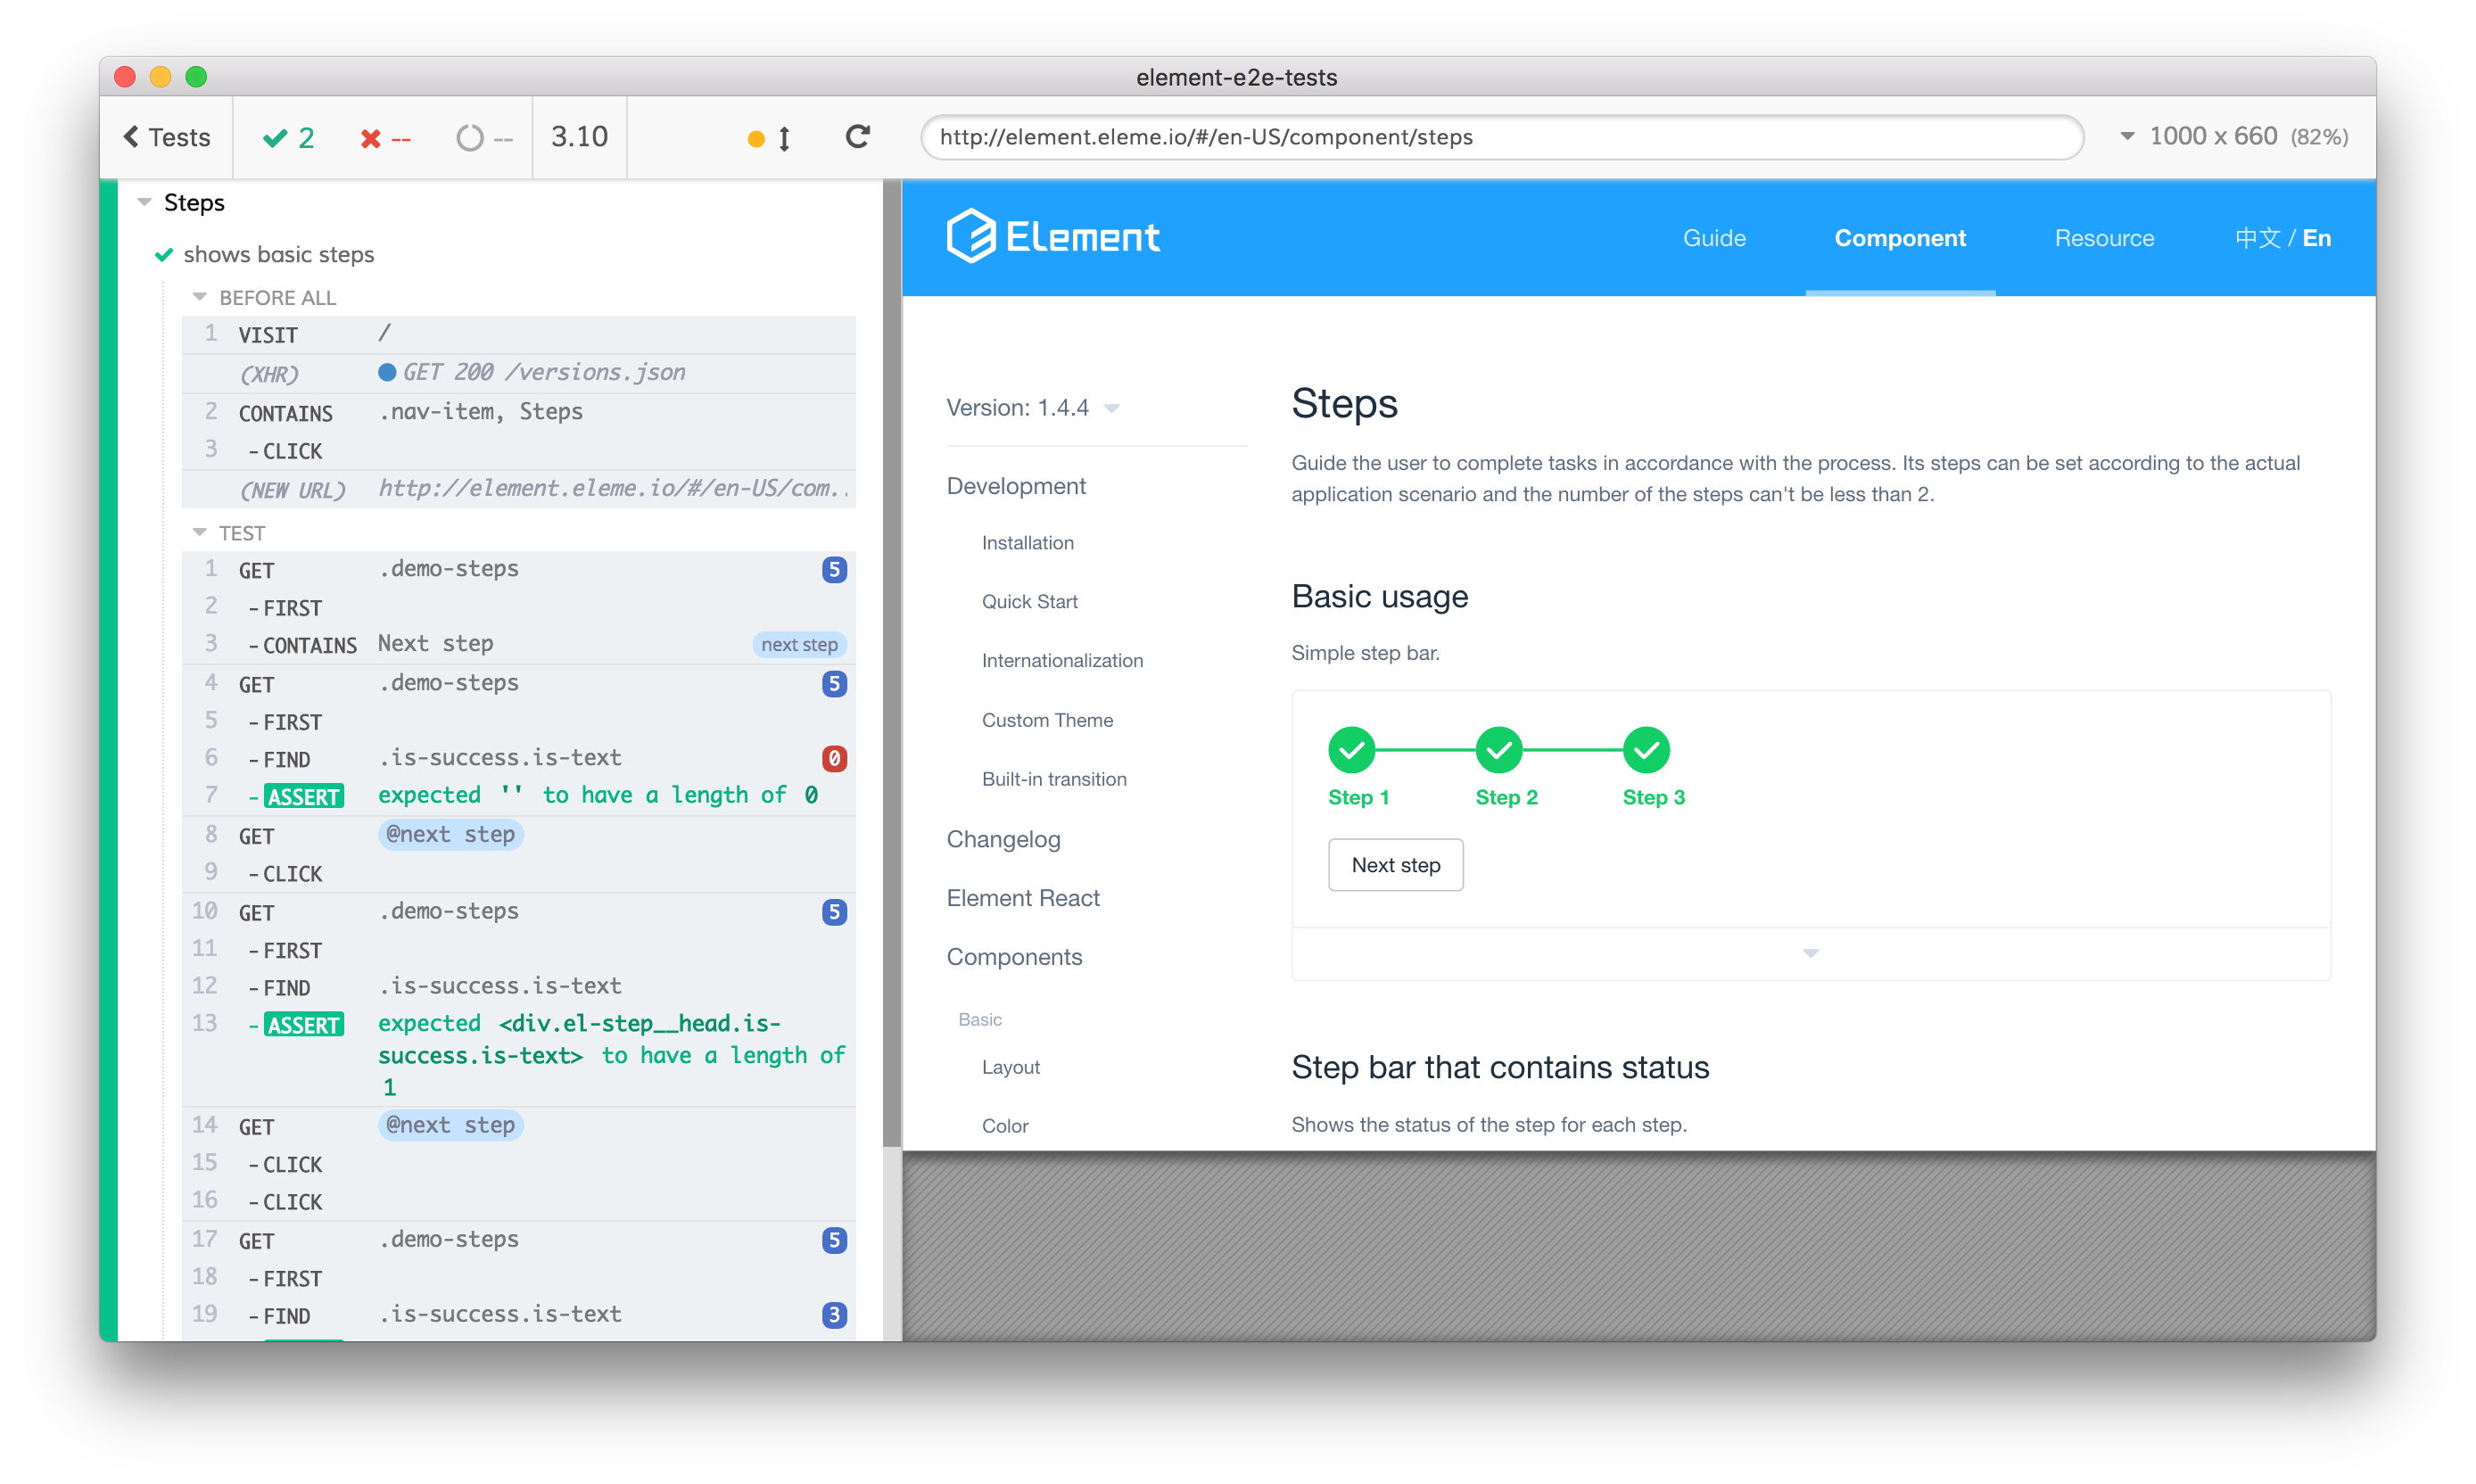 element-e2e-tests
Tests
2
--
--
3.10
http://element.eleme.io/#/en-US/component/steps
1000 x 660 (82%)
Steps
shows basic steps
BEFORE ALL
1 VISIT /
(XHR) GET 200 /versions.json
2 CONTAINS .nav-item, Steps
3 -CLICK
(NEW URL) http://element.eleme.io/#/en-US/com..
TEST
1 GET .demo-steps 5
2 -FIRST
3 -CONTAINS Next step next step
4 GET .demo-steps 5
5 -FIRST
6 -FIND .is-success.is-text 0
7 -ASSERT expected '' to have a length of 0
8 GET @next step
9 -CLICK
10 GET .demo-steps 5
11 -FIRST
12 -FIND .is-success.is-text
13 -ASSERT expected <div.el-step__head.is-
success.is-text> to have a length of
1
14 GET @next step
15 -CLICK
16 -CLICK
17 GET .demo-steps 5
18 -FIRST
19 -FIND .is-success.is-text 3
Element
Guide
Component
Resource
中文 / En
Version: 1.4.4
Development
Installation
Quick Start
Internationalization
Custom Theme
Built-in transition
Changelog
Element React
Components
Basic
Layout
Color
Steps
Guide the user to complete tasks in accordance with the process. Its steps can be set according to the actual
application scenario and the number of the steps can't be less than 2.
Basic usage
Simple step bar.
Step 1 Step 2 Step 3
Next step
Step bar that contains status
Shows the status of the step for each step.